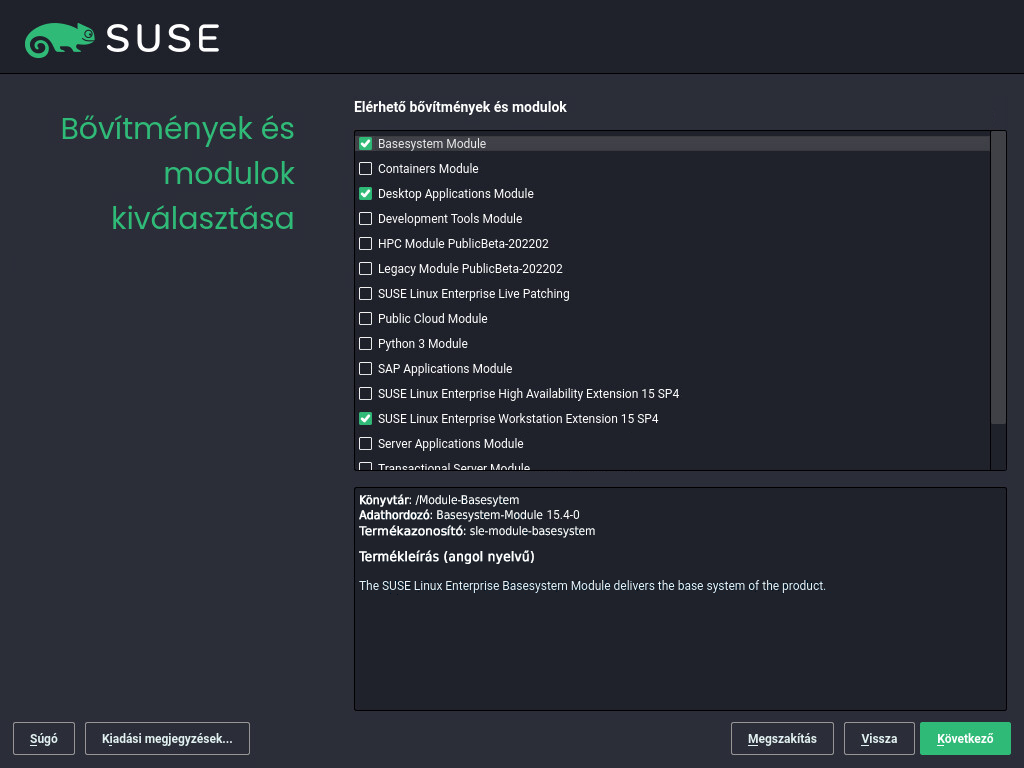 SUSE
Bővítmények és
modulok
kiválasztása
Elérhető bővítmények és modulok
Basesystem Module
Containers Module
Desktop Applications Module
Development Tools Module
HPC Module PublicBeta-202202
Legacy Module PublicBeta-202202
SUSE Linux Enterprise Live Patching
Public Cloud Module
Python 3 Module
SAP Applications Module
SUSE Linux Enterprise High Availability Extension 15 SP4
SUSE Linux Enterprise Workstation Extension 15 SP4
Server Applications Module
Transactional Server Module
Könyvtár: /Module-Basesytem
Adathordozó: Basesystem-Module 15.4-0
Termékazonosító: sle-module-basesystem
Termékleírás (angol nyelvű)
The SUSE Linux Enterprise Basesystem Module delivers the base system of the product.
Súgó
Kiadási megjegyzések...
Megszakítás
Vissza
Következő